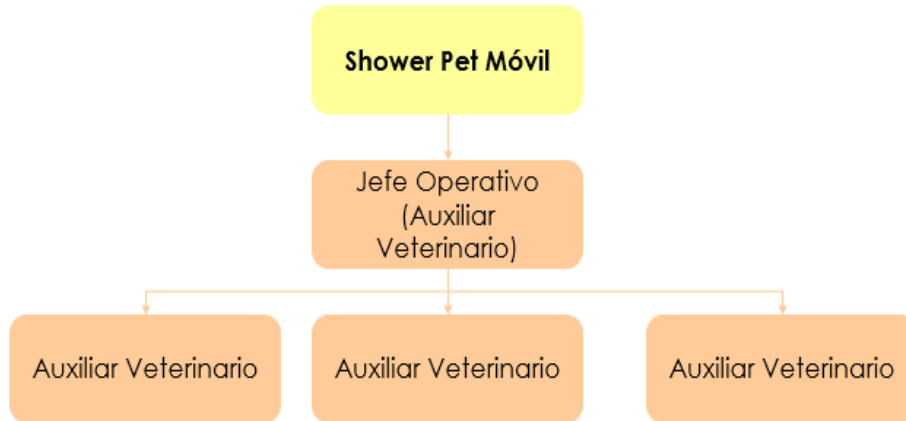 Shower Pet Móvil
Jefe Operativo
(Auxiliar
Veterinario)
Auxiliar Veterinario
Auxiliar Veterinario
Auxiliar Veterinario